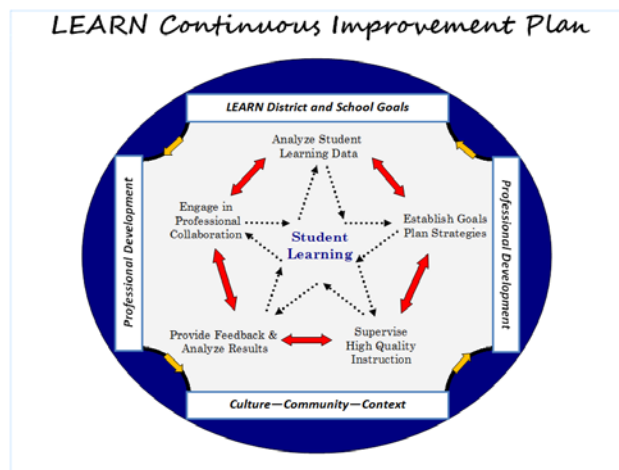 LEARN Continuous Improvement Plan
LEARN District and School Goals
Analyze Student
Learning Data
Professional Development
Engage in
Professional
Collaboration
Student
Learning
Establish Goals
Plan Strategies
Professional Development
Provide Feedback &
Analyze Results
Supervise
High Quality
Instruction
Culture—Community—Context